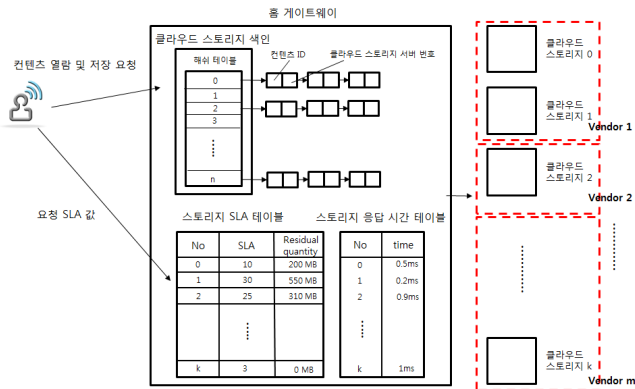 홈 게이트웨이
클라우드 스토리지 색인
컨텐츠 열람 및 저장 요청
해쉬 테이블
컨텐츠 ID
클라우드 스토리지 서버 번호
0
1
2
3
n
요청 SLA 값
스토리지 SLA 테이블
No SLA Residual
quantity
0 10 200 MB
1 30 550 MB
2 25 310 MB
k 3 0 MB
스토리지 응답 시간 테이블
No time
0 0.5ms
1 0.2ms
2 0.9ms
k 1ms
클라우드
스토리지 0
클라우드
스토리지 1
Vendor 1
클라우드
스토리지 2
Vendor 2
클라우드
스토리지 k
Vendor m